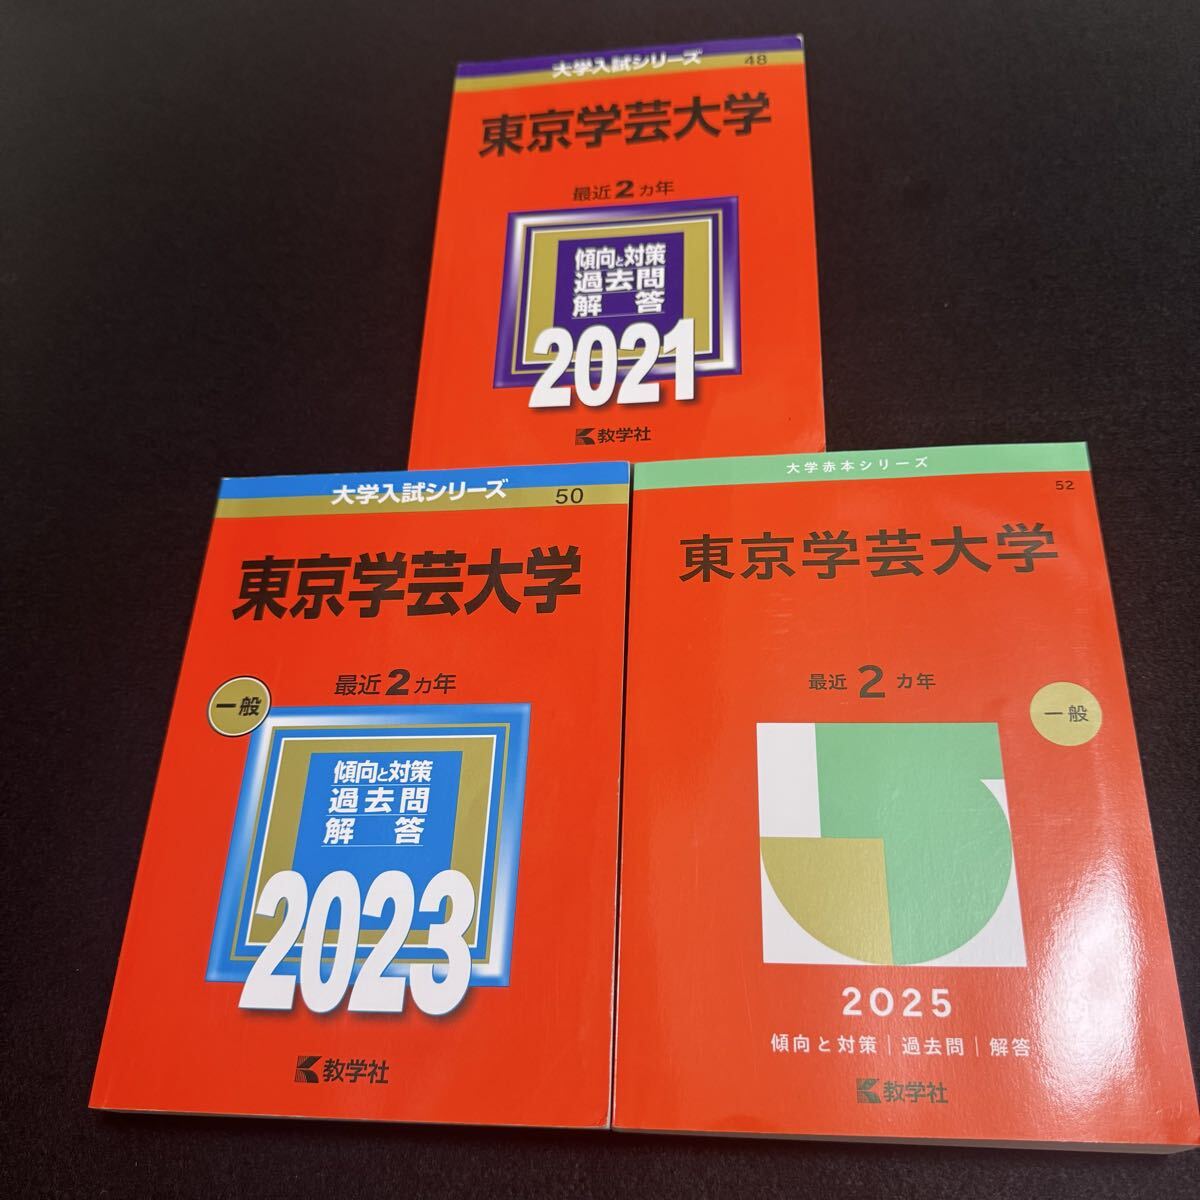 大学入試シリーズ
48
東京学芸大学
最近2カ年
傾向と対策
過去問
解答
2021
教学社
大学入試シリーズ
50
東京学芸大学
最近2カ年
一般
傾向と対策
過去問
解答
2023
教学社
大学赤本シリーズ
52
東京学芸大学
最近2カ年
一般
2025
傾向と対策|過去問|解答
教学社